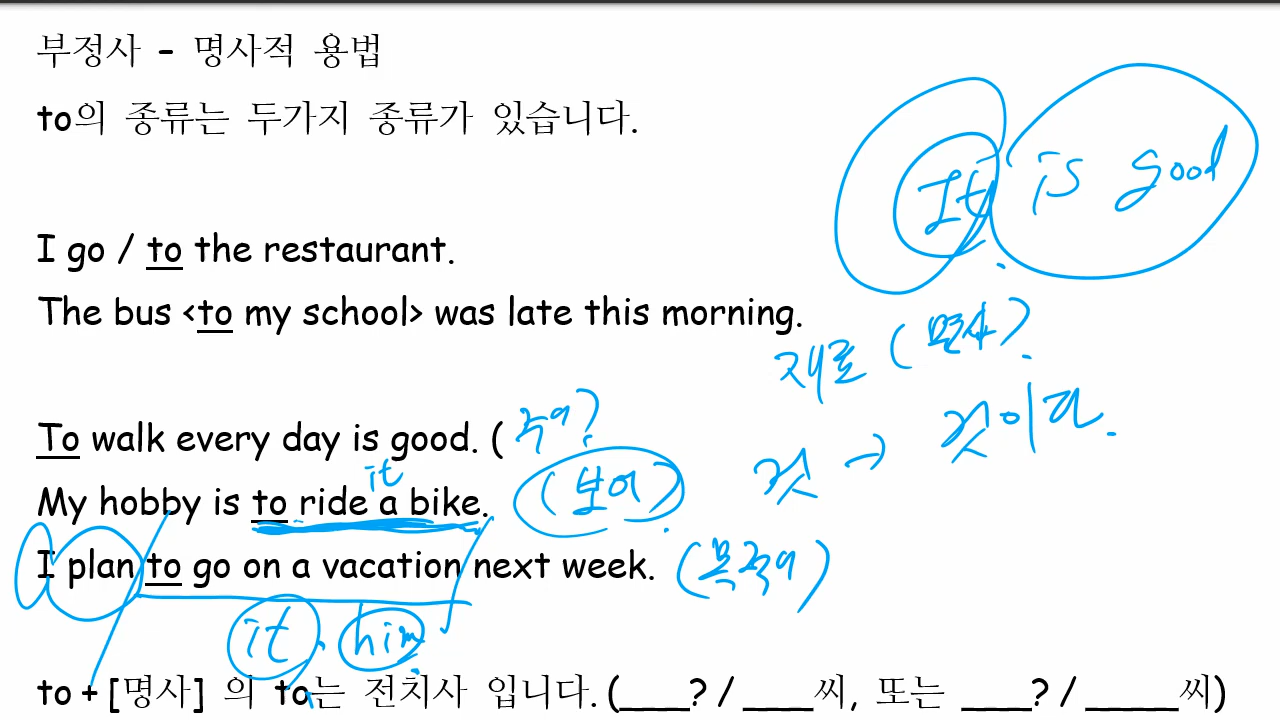 부정사 - 명사적 용법
to의 종류는 두가지 종류가 있습니다.
It is good
I go / to the restaurant.
The bus <to my school> was late this morning.
재료 (명사)
To walk every day is good. (주어?
것 → 것이다.
it
My hobby is to ride a bike. (보어)
I plan to go on a vacation next week. (목적어)
it, him
to + [명사] 의 to는 전치사 입니다. (____? / ____씨, 또는 ____? / _____씨)